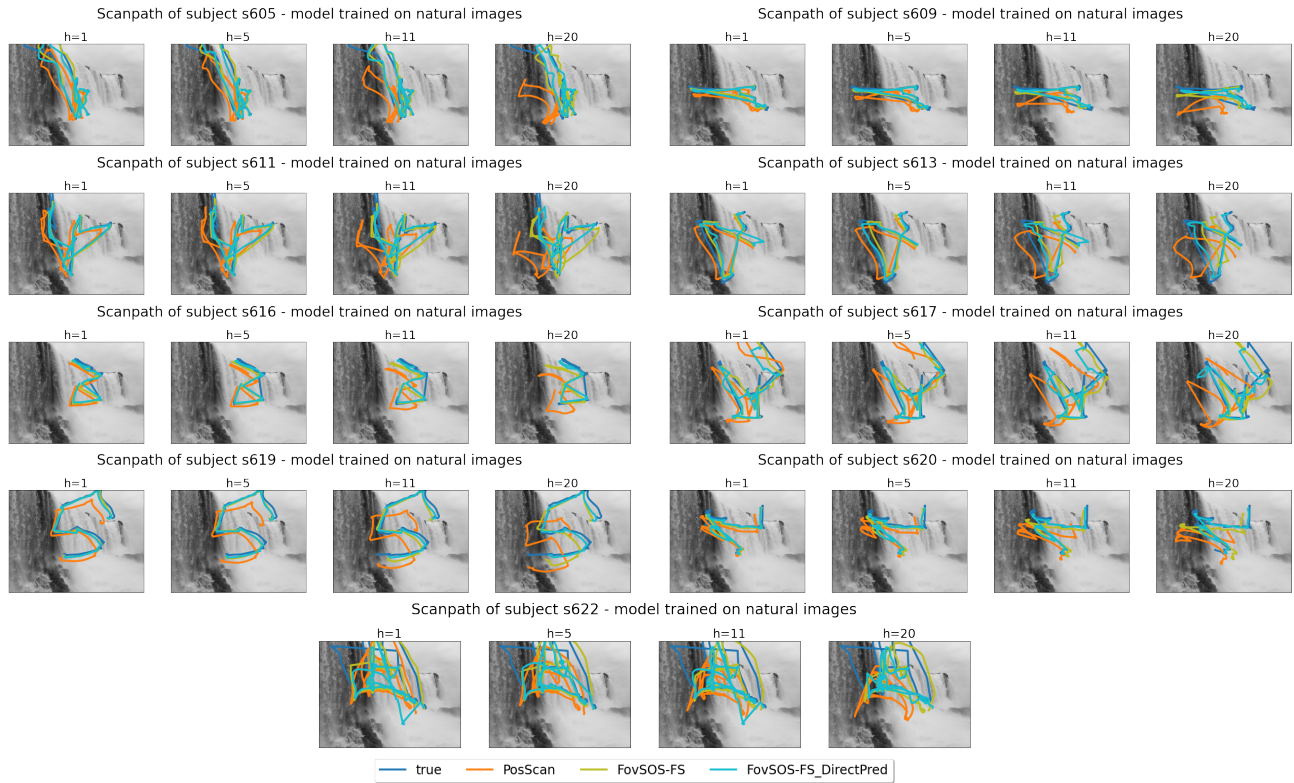 Scanpath of subject s605 - model trained on natural images
h=1 h=5 h=11 h=20
Scanpath of subject s609 - model trained on natural images
h=1 h=5 h=11 h=20
Scanpath of subject s611 - model trained on natural images
h=1 h=5 h=11 h=20
Scanpath of subject s613 - model trained on natural images
h=1 h=5 h=11 h=20
Scanpath of subject s616 - model trained on natural images
h=1 h=5 h=11 h=20
Scanpath of subject s617 - model trained on natural images
h=1 h=5 h=11 h=20
Scanpath of subject s619 - model trained on natural images
h=1 h=5 h=11 h=20
Scanpath of subject s620 - model trained on natural images
h=1 h=5 h=11 h=20
Scanpath of subject s622 - model trained on natural images
h=1 h=5 h=11 h=20
true PosScan FovSOS-FS FovSOS-FS_DirectPred